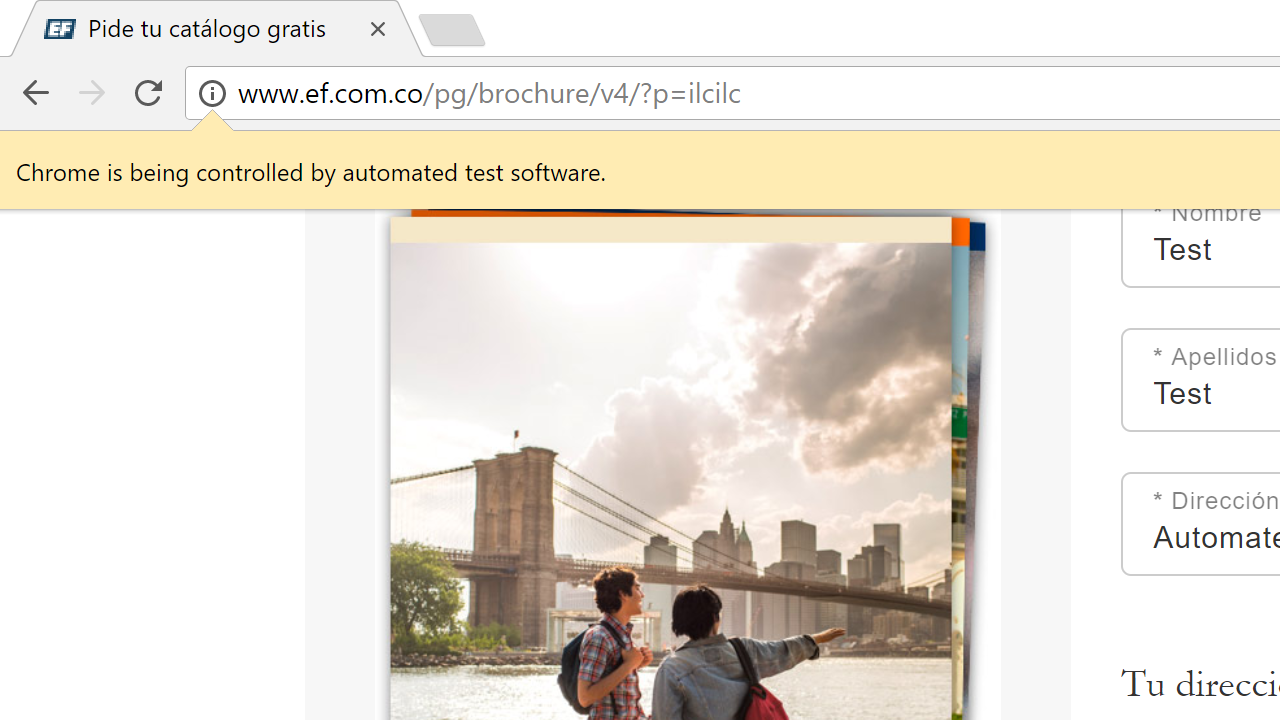 EF Pide tu catálogo gratis
www.ef.com.co/pg/brochure/v4/?p=ilcilc
Chrome is being controlled by automated test software.
* Nombre
Test
* Apellidos
Test
* Dirección
Automate
Tu direcci